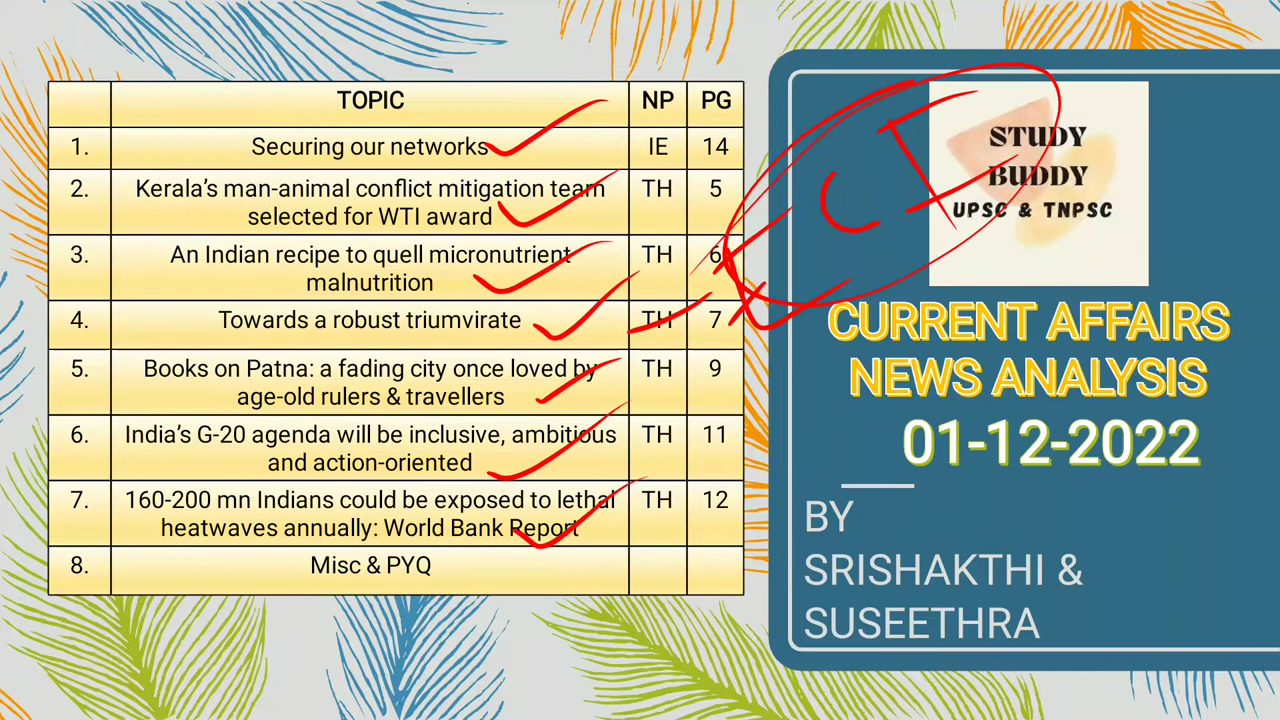 TOPIC NP PG
1. Securing our networks IE 14
2. Kerala’s man-animal conflict mitigation team TH 5
selected for WTI award
3. An Indian recipe to quell micronutrient TH 6
malnutrition
4. Towards a robust triumvirate TH 7
5. Books on Patna: a fading city once loved by TH 9
age-old rulers & travellers
6. India’s G-20 agenda will be inclusive, ambitious TH 11
and action-oriented
7. 160-200 mn Indians could be exposed to lethal TH 12
heatwaves annually: World Bank Report
8. Misc & PYQ
STUDY
BUDDY
UPSC & TNPSC
CURRENT AFFAIRS
NEWS ANALYSIS
01-12-2022
BY
SRISHAKTHI &
SUSEETHRA